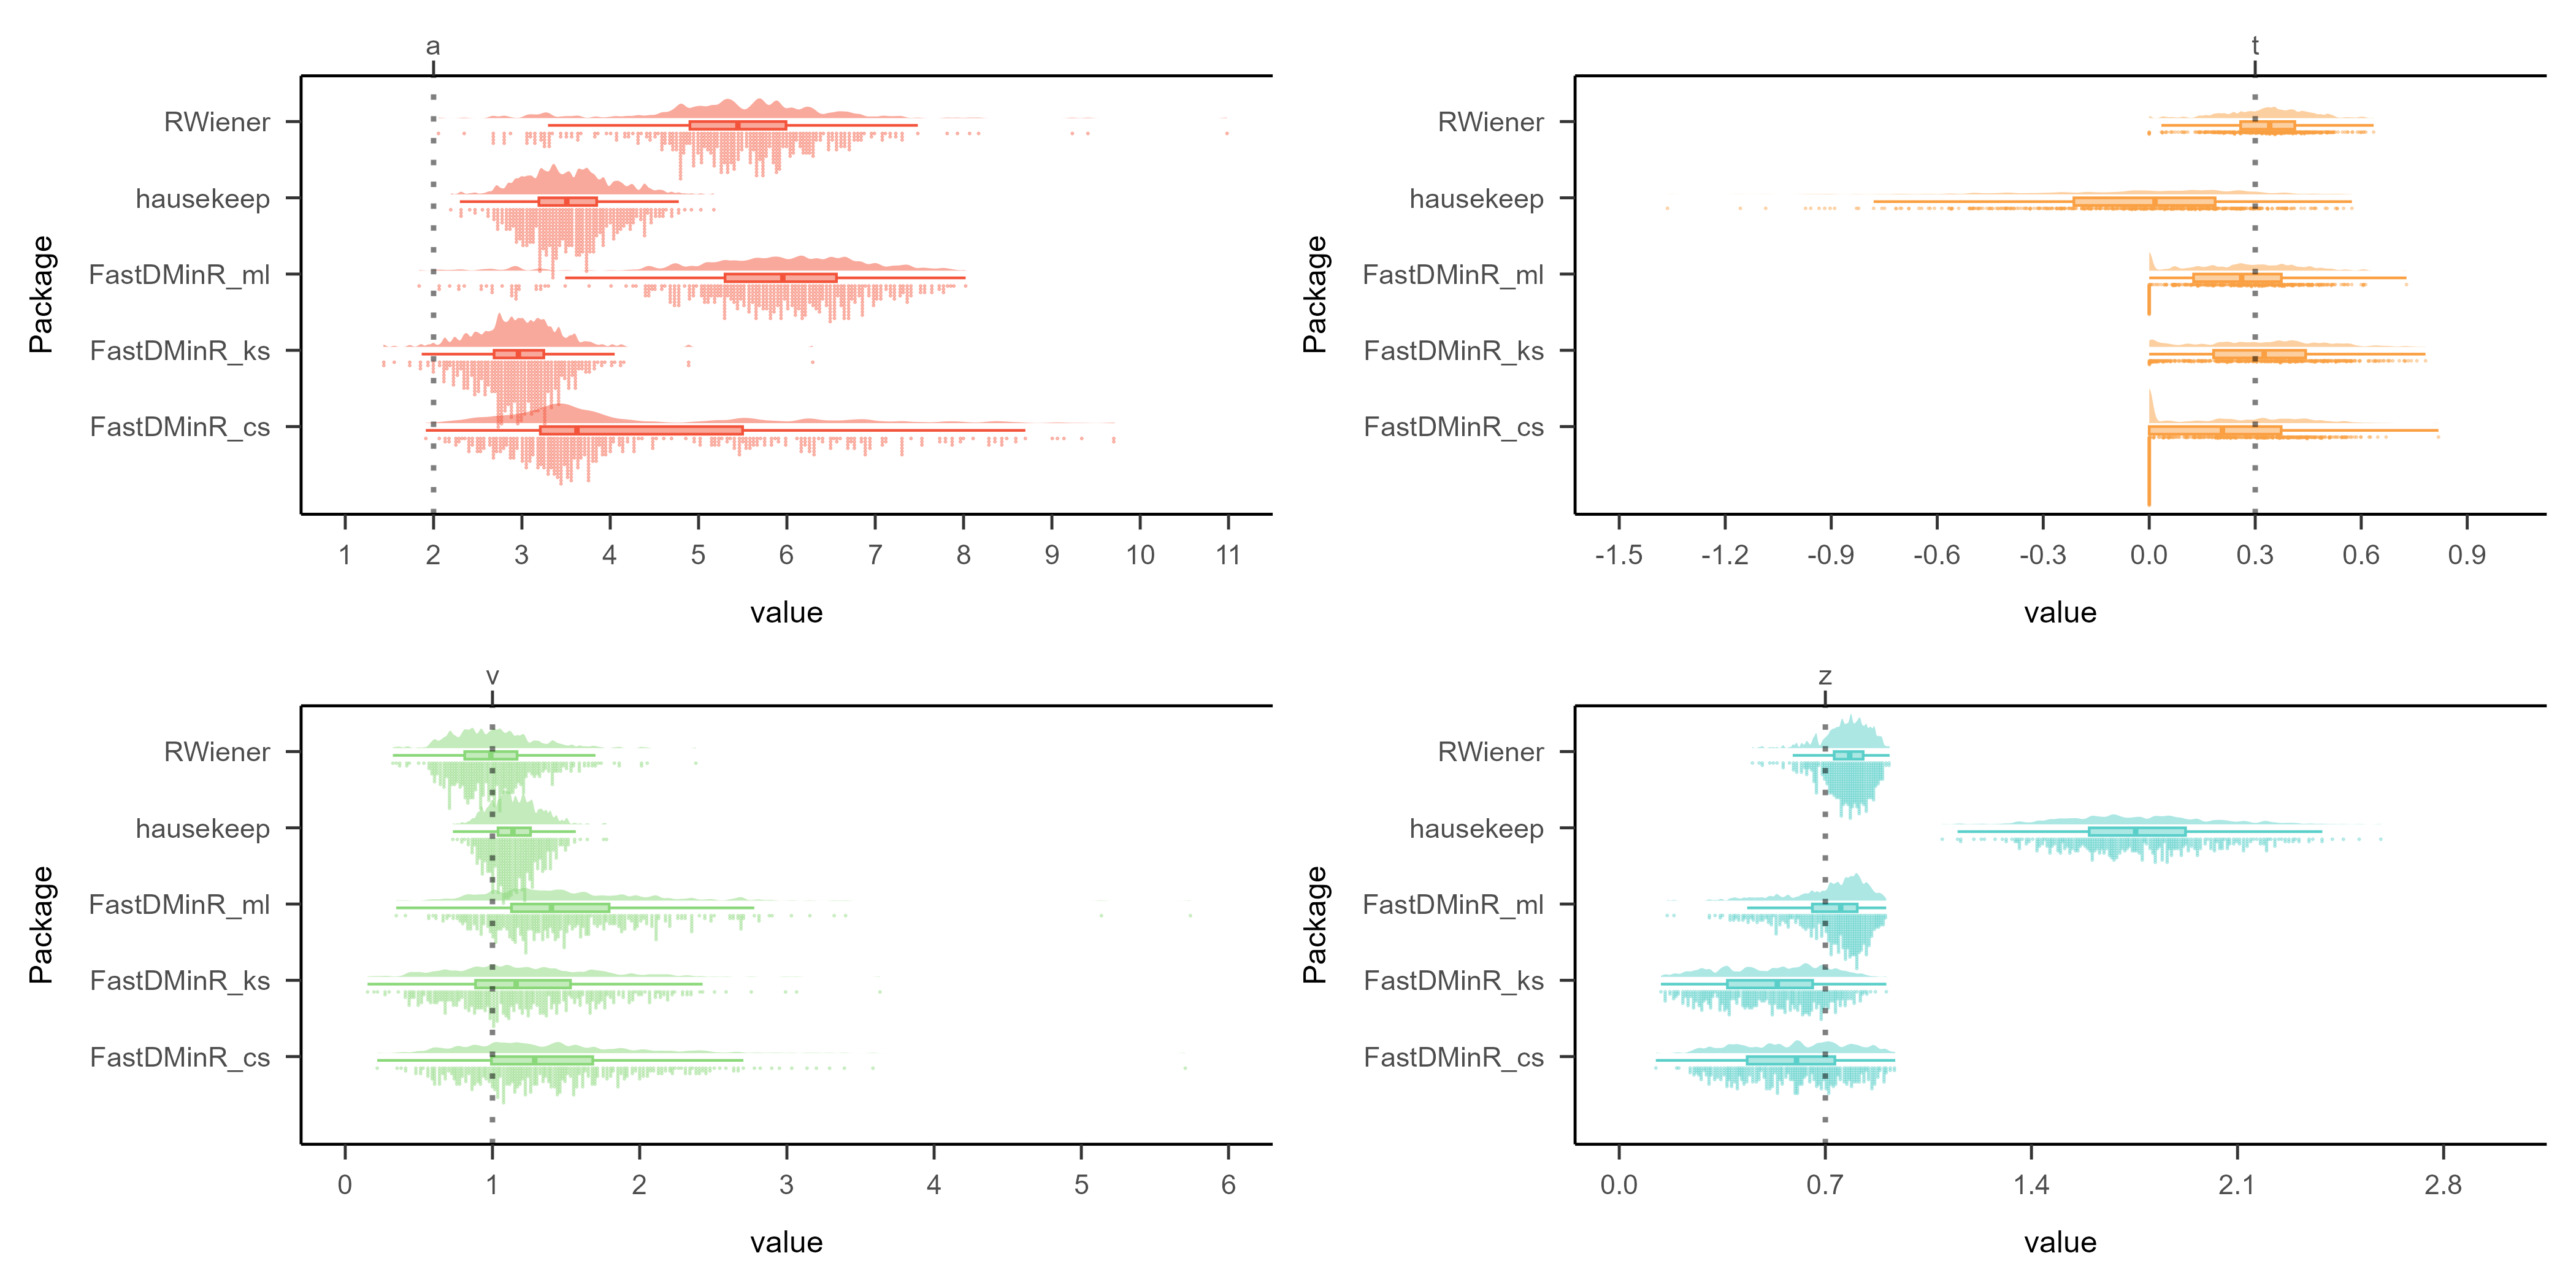 a
RWiener
hausekeep
FastDMinR_ml
FastDMinR_ks
FastDMinR_cs
Package
1 2 3 4 5 6 7 8 9 10 11
value
t
RWiener
hausekeep
FastDMinR_ml
FastDMinR_ks
FastDMinR_cs
Package
-1.5 -1.2 -0.9 -0.6 -0.3 0.0 0.3 0.6 0.9
value
v
RWiener
hausekeep
FastDMinR_ml
FastDMinR_ks
FastDMinR_cs
Package
0 1 2 3 4 5 6
value
z
RWiener
hausekeep
FastDMinR_ml
FastDMinR_ks
FastDMinR_cs
Package
0.0 0.7 1.4 2.1 2.8
value